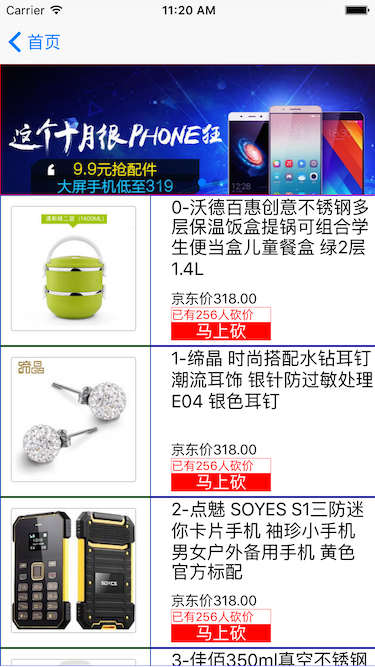 Carrier 11:20 AM
首页
这个十月很PHONE狂
9.9元抢配件
大屏手机低至319
清新绿二层 (1400ML)
0-沃德百惠创意不锈钢多
层保温饭盒提锅可组合学
生便当盒儿童餐盒 绿2层
1.4L
京东价318.00
已有256人砍价
马上砍
蹄晶
1-缔晶 时尚搭配水钻耳钉
潮流耳饰 银针防过敏处理
E04 银色耳钉
京东价318.00
已有256人砍价
马上砍
SOYES
2-点魅 SOYES S1三防迷
你卡片手机 袖珍小手机
男女户外备用手机 黄色
官方标配
京东价318.00
已有256人砍价
马上砍
3-佳佰350ml真空不锈钢